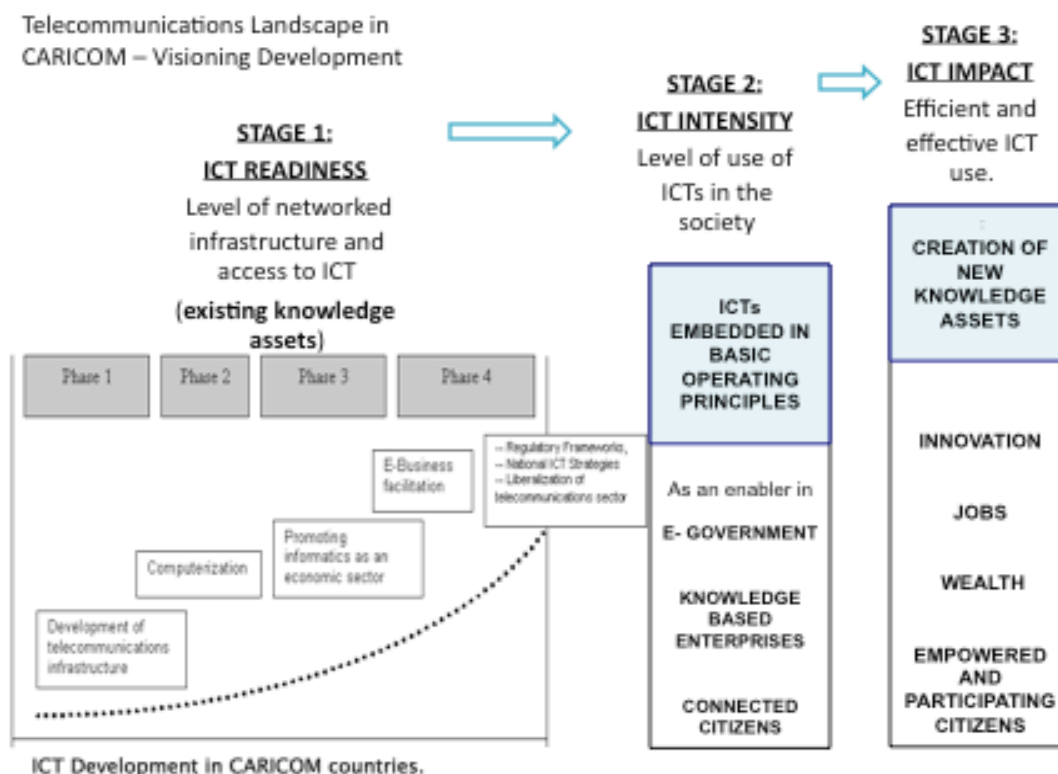 Telecommunications Landscape in
CARICOM – Visioning Development
STAGE 1:
ICT READINESS
Level of networked
infrastructure and
access to ICT
(existing knowledge
assets)
Phase 1
Phase 2
Phase 3
Phase 4
Development of
telecommunications
infrastructure
Computerization
Promoting
informatics as an
economic sector
E-Business
facilitation
-- Regulatory Frameworks,
-- National ICT Strategies
-- Liberalization of
telecommunications sector
ICT Development in CARICOM countries.
STAGE 2:
ICT INTENSITY
Level of use of
ICTs in the
society
ICTs
EMBEDDED IN
BASIC
OPERATING
PRINCIPLES
As an enabler in
E- GOVERNMENT
KNOWLEDGE
BASED
ENTERPRISES
CONNECTED
CITIZENS
STAGE 3:
ICT IMPACT
Efficient and
effective ICT
use.
:
CREATION OF
NEW
KNOWLEDGE
ASSETS
INNOVATION
JOBS
WEALTH
EMPOWERED
AND
PARTICIPATING
CITIZENS